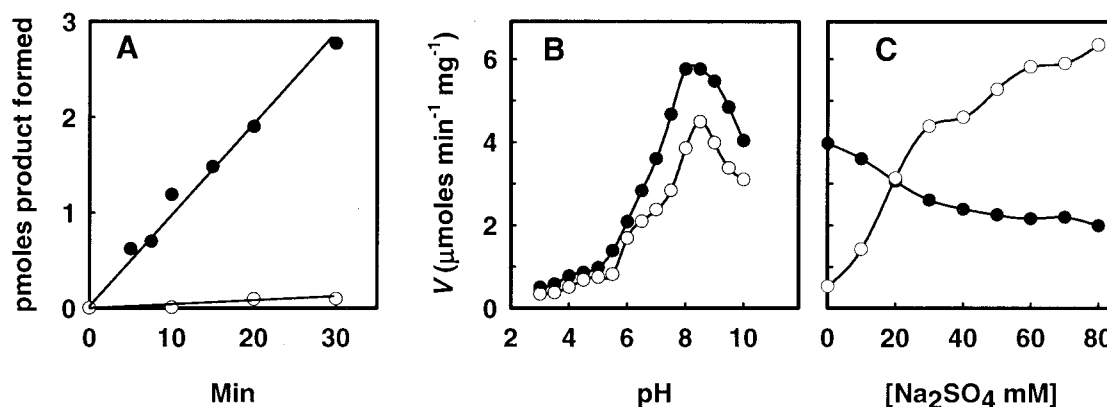 A
B
C
pmoles product formed
3
2
1
0
0 10 20 30
Min
V (μmoles min-1 mg-1)
6
4
2
0
2 4 6 8 10
pH
0 20 40 60 80
[Na2SO4 mM]